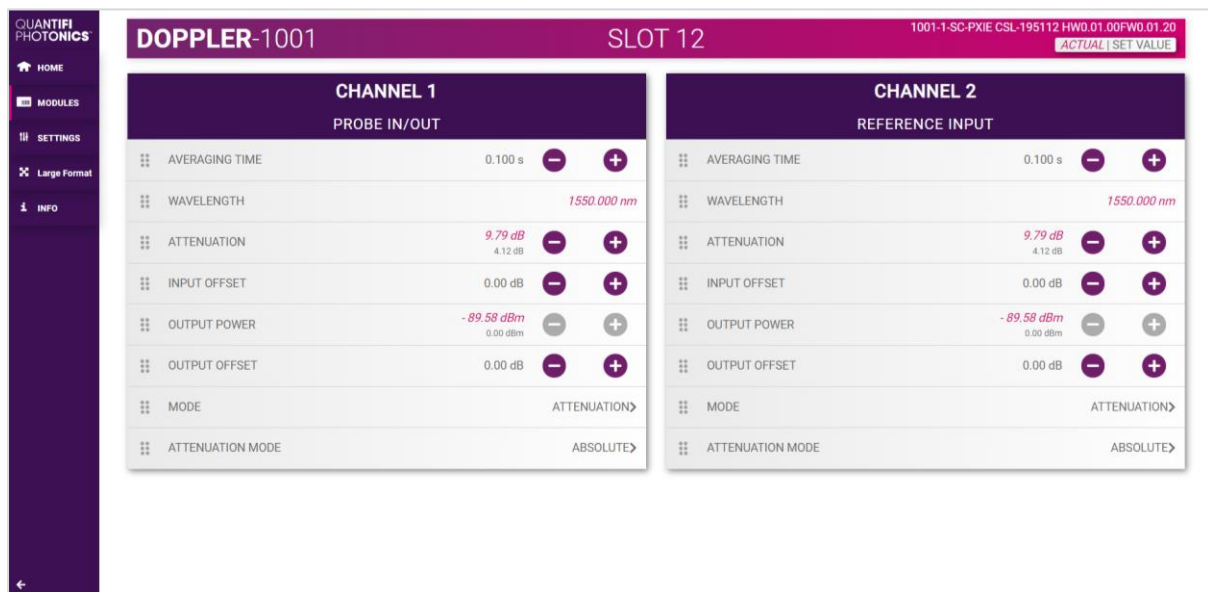 QUANTIFI
PHOTONICS™
HOME
MODULES
SETTINGS
Large Format
INFO
DOPPLER-1001
SLOT 12
1001-1-SC-PXIE CSL-195112 HW0.01.00FW0.01.20
ACTUAL | SET VALUE
CHANNEL 1
PROBE IN/OUT
AVERAGING TIME 0.100 s
WAVELENGTH 1550.000 nm
ATTENUATION 9.79 dB
4.12 dB
INPUT OFFSET 0.00 dB
OUTPUT POWER - 89.58 dBm
0.00 dBm
OUTPUT OFFSET 0.00 dB
MODE ATTENUATION
ATTENUATION MODE ABSOLUTE
CHANNEL 2
REFERENCE INPUT
AVERAGING TIME 0.100 s
WAVELENGTH 1550.000 nm
ATTENUATION 9.79 dB
4.12 dB
INPUT OFFSET 0.00 dB
OUTPUT POWER - 89.58 dBm
0.00 dBm
OUTPUT OFFSET 0.00 dB
MODE ATTENUATION
ATTENUATION MODE ABSOLUTE